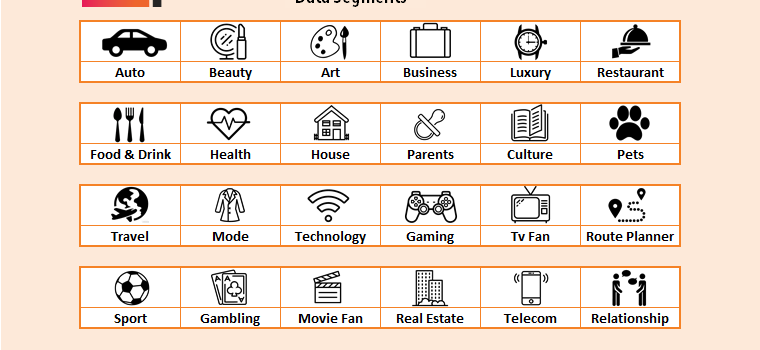 Data Segments
Auto Beauty Art Business Luxury Restaurant
Food & Drink Health House Parents Culture Pets
Travel Mode Technology Gaming Tv Fan Route Planner
A A
Sport Gambling Movie Fan Real Estate Telecom Relationship